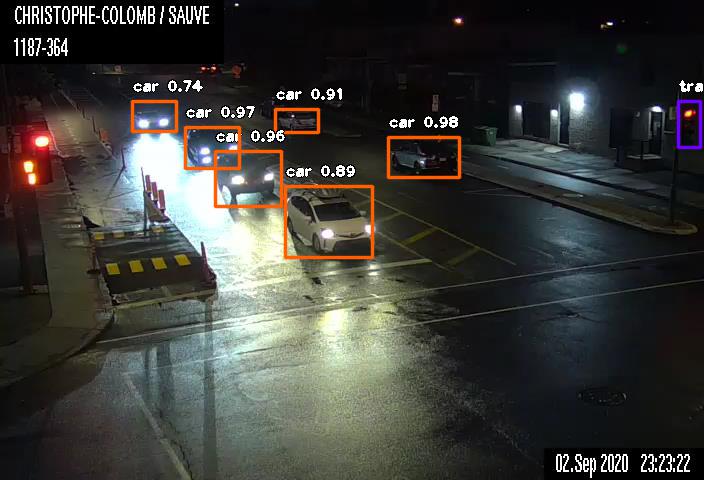 CHRISTOPHE-COLOMB / SAUVE
1187-364
car 0.74
car 0.91
car 0.97
car 0.96
car 0.98
car 0.89
tra
02.Sep 2020 23:23:22